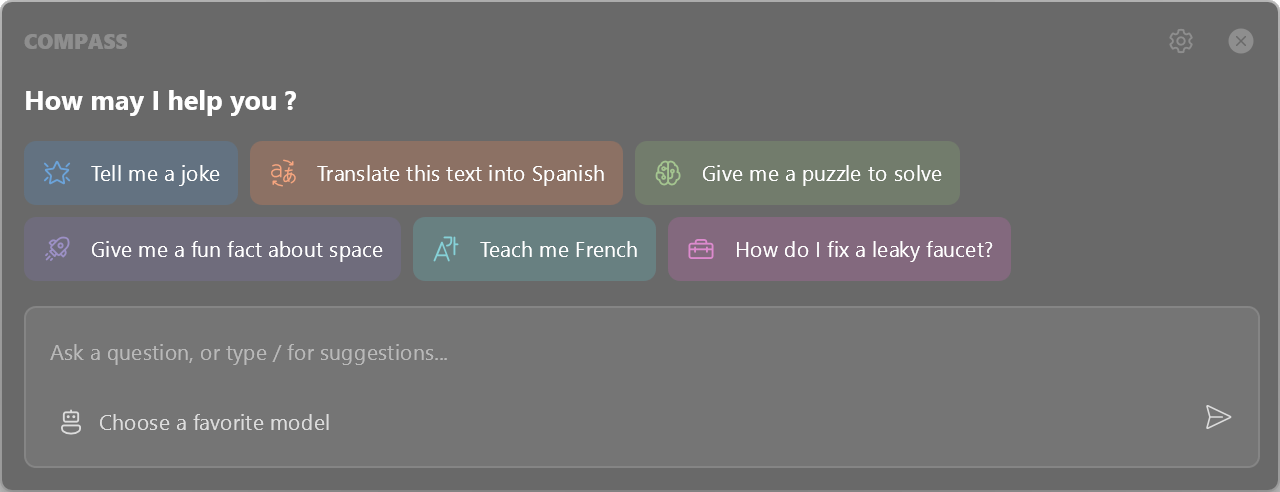 COMPASS
How may I help you ?
Tell me a joke
Translate this text into Spanish
Give me a puzzle to solve
Give me a fun fact about space
Teach me French
How do I fix a leaky faucet?
Ask a question, or type / for suggestions...
Choose a favorite model